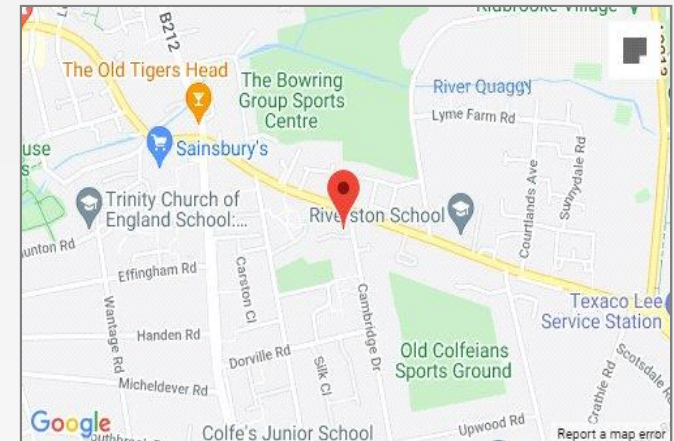 Kidbrooke Village
B212
The Old Tigers Head
The Bowring
Group Sports
Centre
River Quaggy
Lyme Farm Rd
use
s
Sainsbury's
Courtlands Ave
Sunnydale Rd
Trinity Church of
England School:...
Riverston School
unton Rd
Effingham Rd
Wantage Rd
Carston Cl
Cambridge Dr
Texaco Lee
Service Station
Handen Rd
Dorville Rd
Silk Cl
Old Colfeians
Sports Ground
Micheldever Rd
Scotsdale R
Crathie Rd
Google
Colfe's Junior School
Upwood Rd
Report a map error